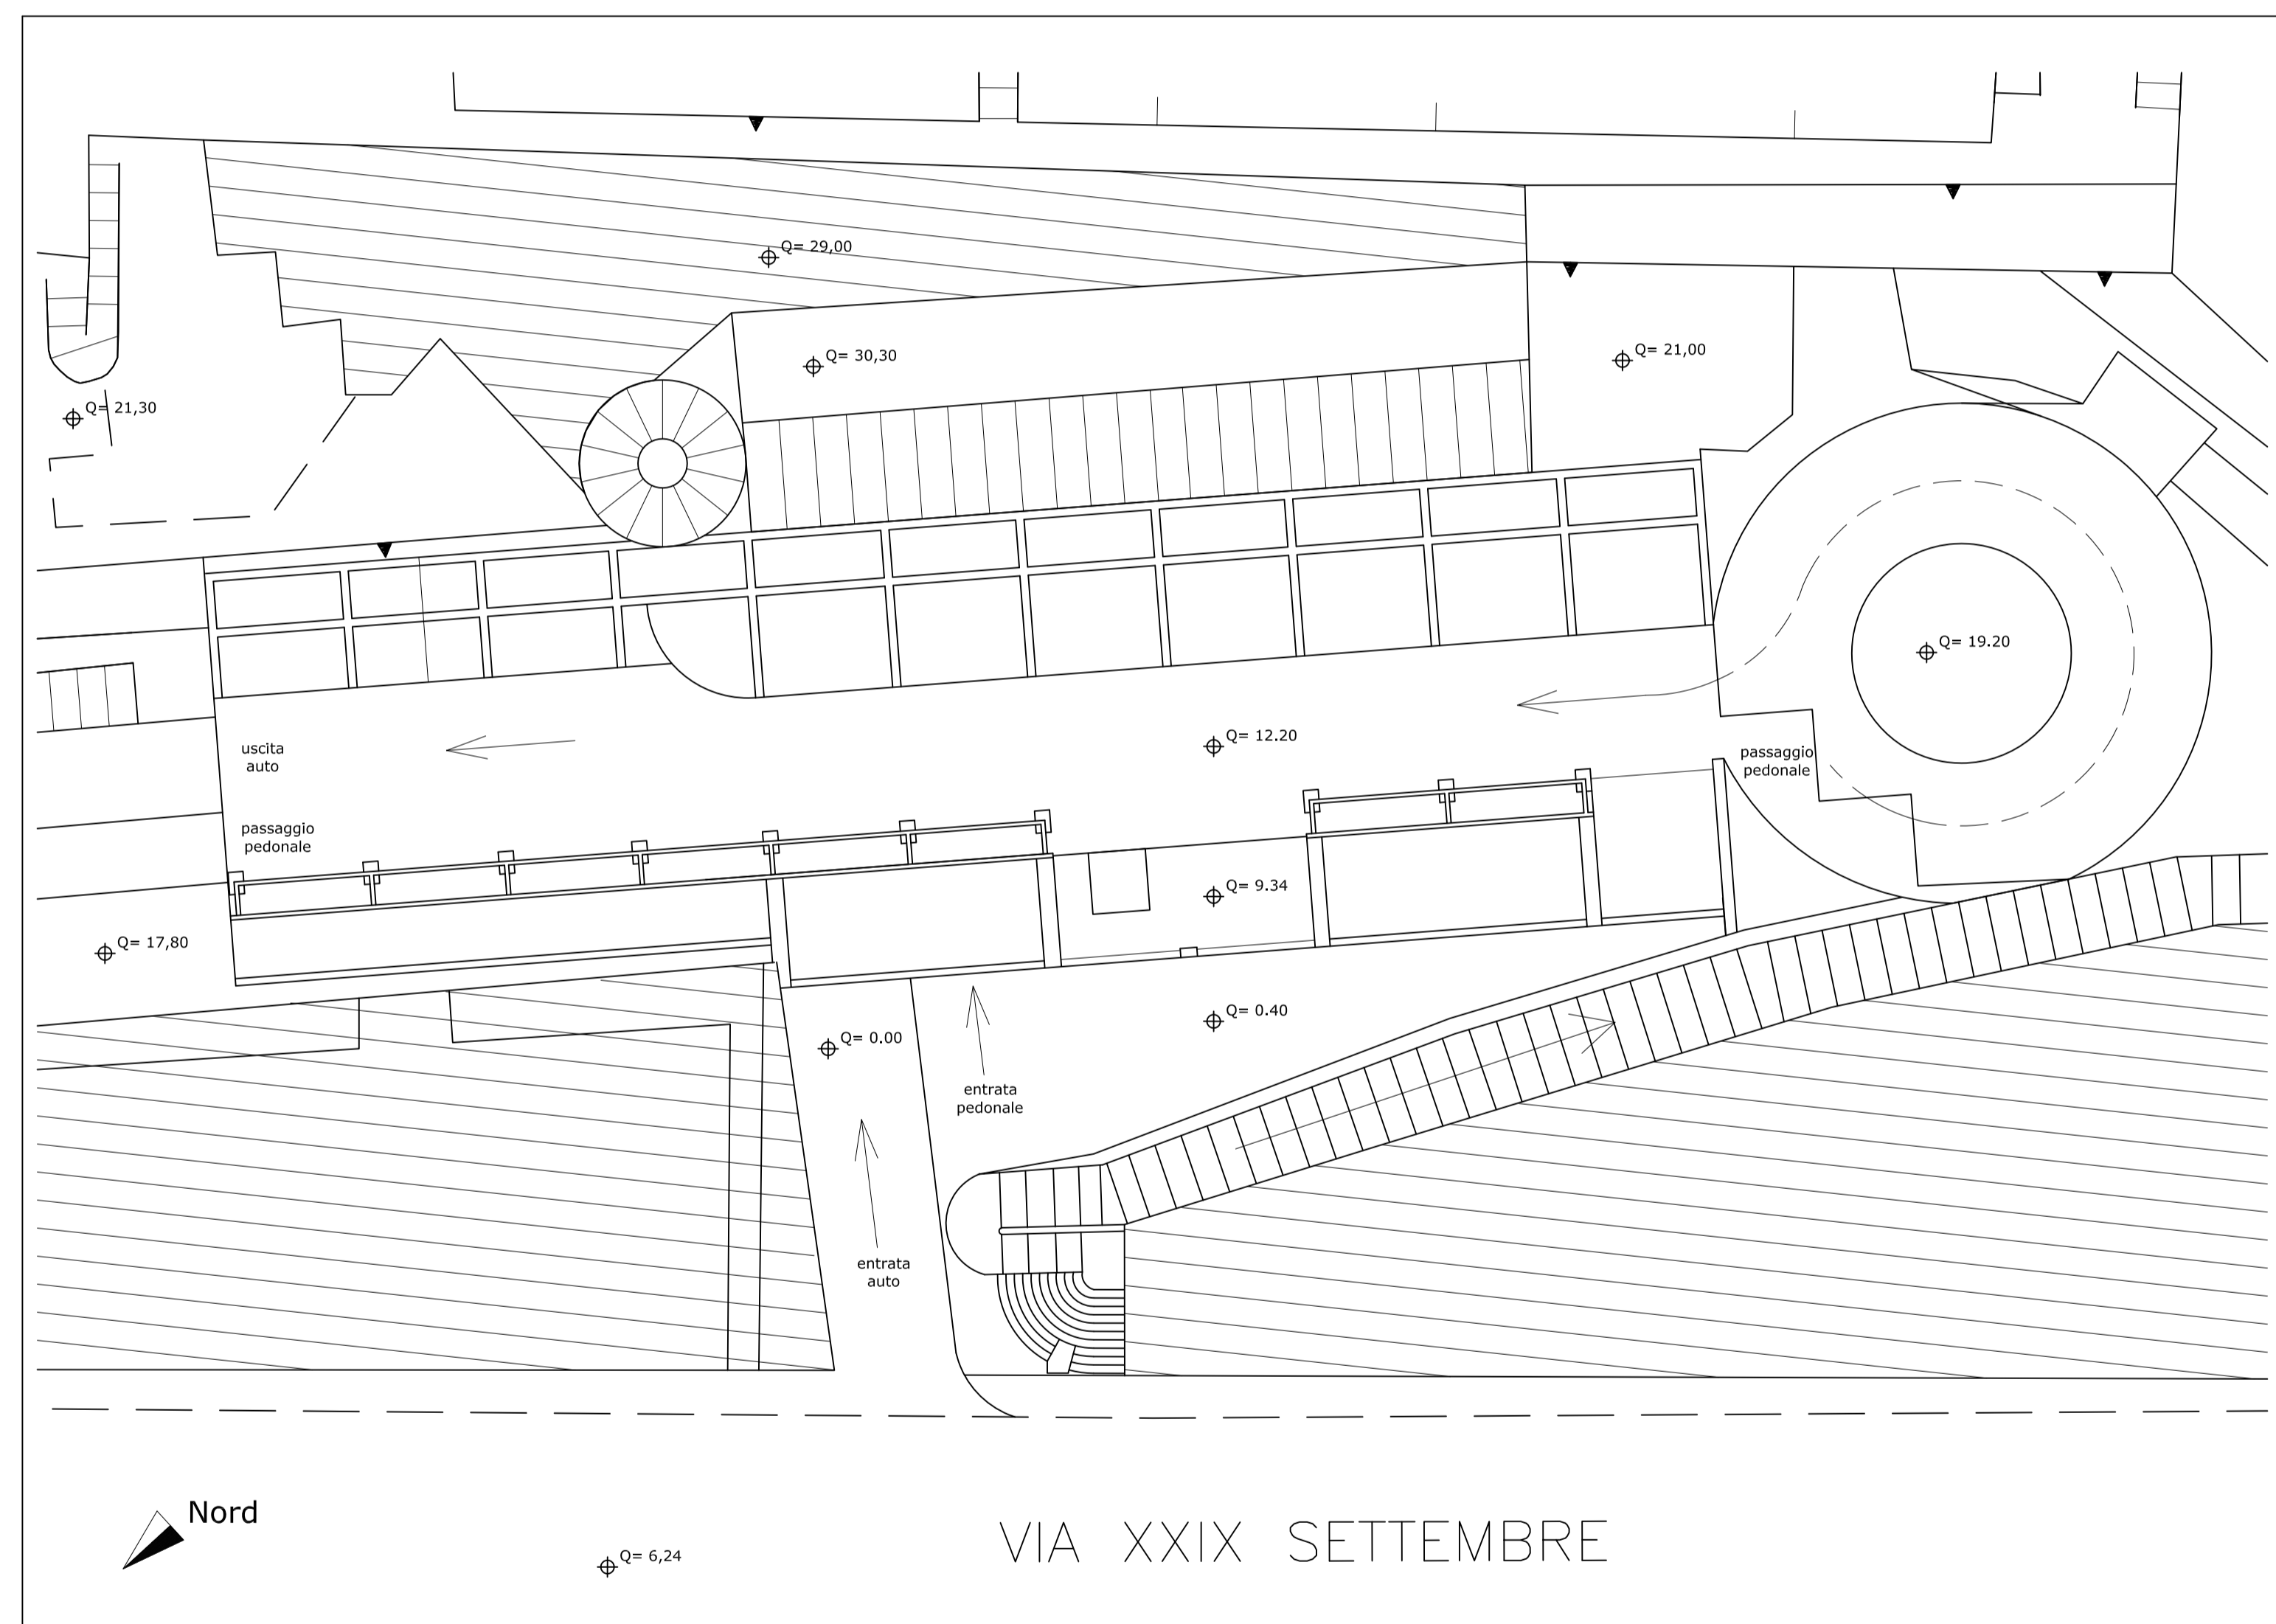 Q= 29,00
Q= 30,30
Q= 21,00
Q= 21,30
Q= 19.20
Q= 12.20
uscita
auto
passaggio
pedonale
passaggio
pedonale
Q= 9.34
Q= 17,80
Q= 0.40
Q= 0.00
entrata
pedonale
entrata
auto
Nord
VIA XXIX SETTEMBRE
Q= 6,24